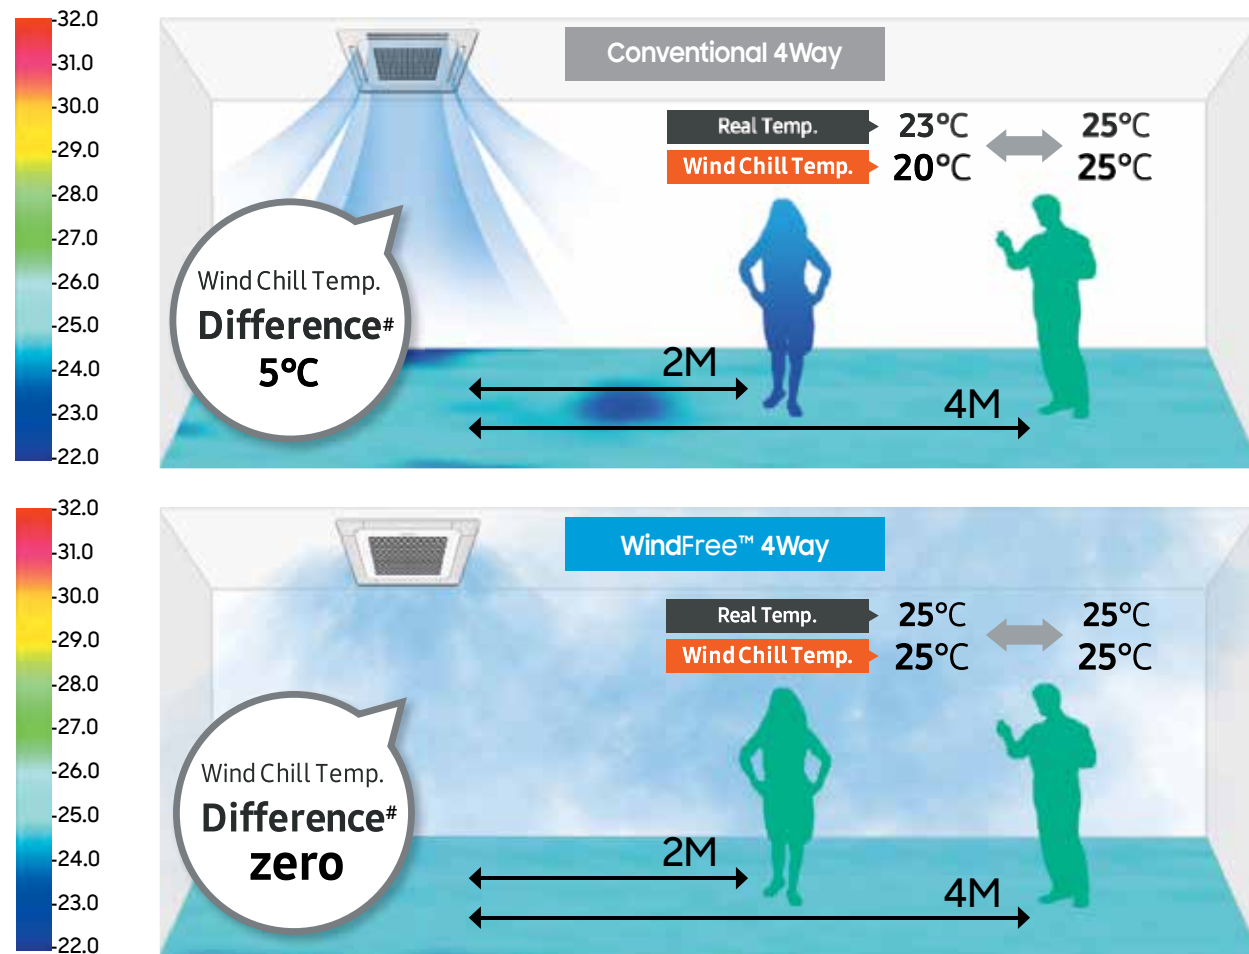 32.0
31.0
30.0
29.0
28.0
27.0
26.0
25.0
24.0
23.0
22.0
Conventional 4Way
Real Temp. 23°C 25°C
Wind Chill Temp. 20°C 25°C
Wind Chill Temp.
Difference#
5°C
2M
4M
32.0
31.0
30.0
29.0
28.0
27.0
26.0
25.0
24.0
23.0
22.0
WindFree™ 4Way
Real Temp. 25°C 25°C
Wind Chill Temp. 25°C 25°C
Wind Chill Temp.
Difference#
zero
2M
4M